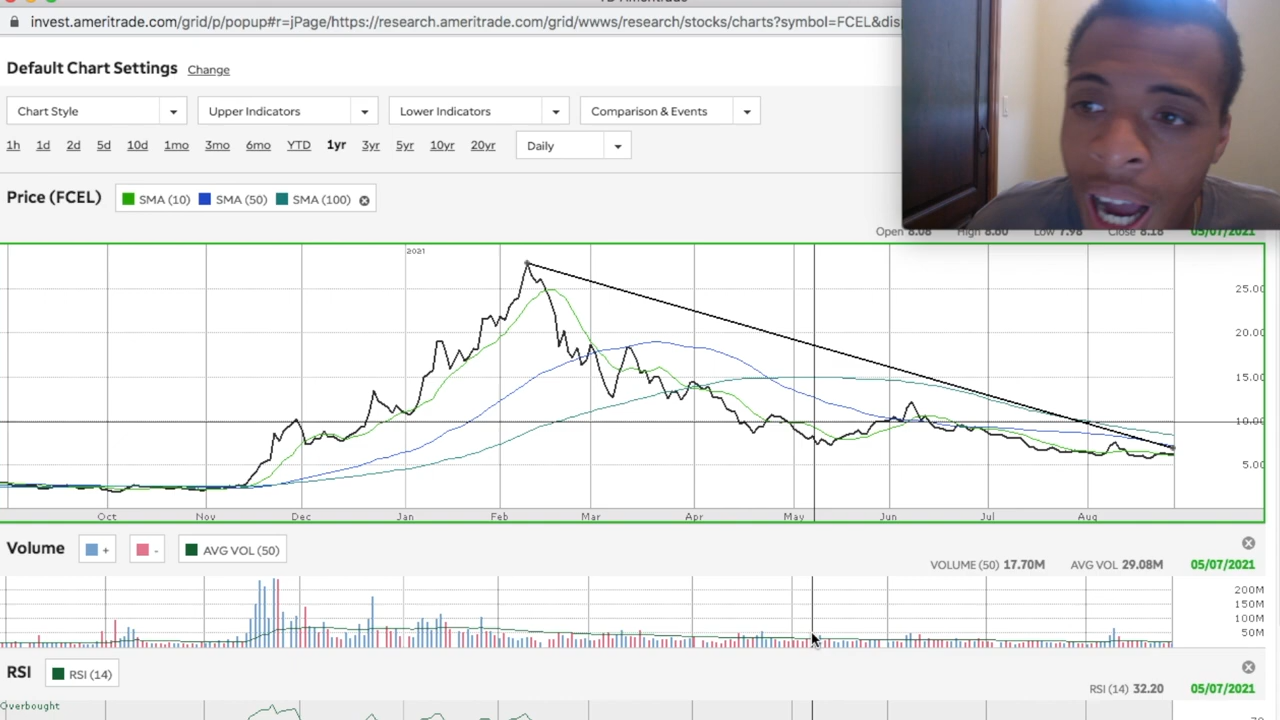 invest.ameritrade.com/grid/p/popup#r=jPage/https://research.ameritrade.com/grid/wwws/research/stocks/charts?symbol=FCEL&dis
Default Chart Settings Change
Chart Style Upper Indicators Lower Indicators Comparison & Events
1h 1d 2d 5d 10d 1mo 3mo 6mo YTD 1yr 3yr 5yr 10yr 20yr Daily
Price (FCEL) SMA (10) SMA (50) SMA (100)
Open 8.08 High 8.60 Low 7.98 Close 8.18 05/07/2021
2021
25.00
20.00
15.00
10.00
5.00
Oct Nov Dec Jan Feb Mar Apr May Jun Jul Aug
Volume + - AVG VOL (50)
VOLUME (50) 17.70M AVG VOL 29.08M 05/07/2021
200M
150M
100M
50M
RSI RSI (14)
RSI (14) 32.20 05/07/2021
Overbought
70